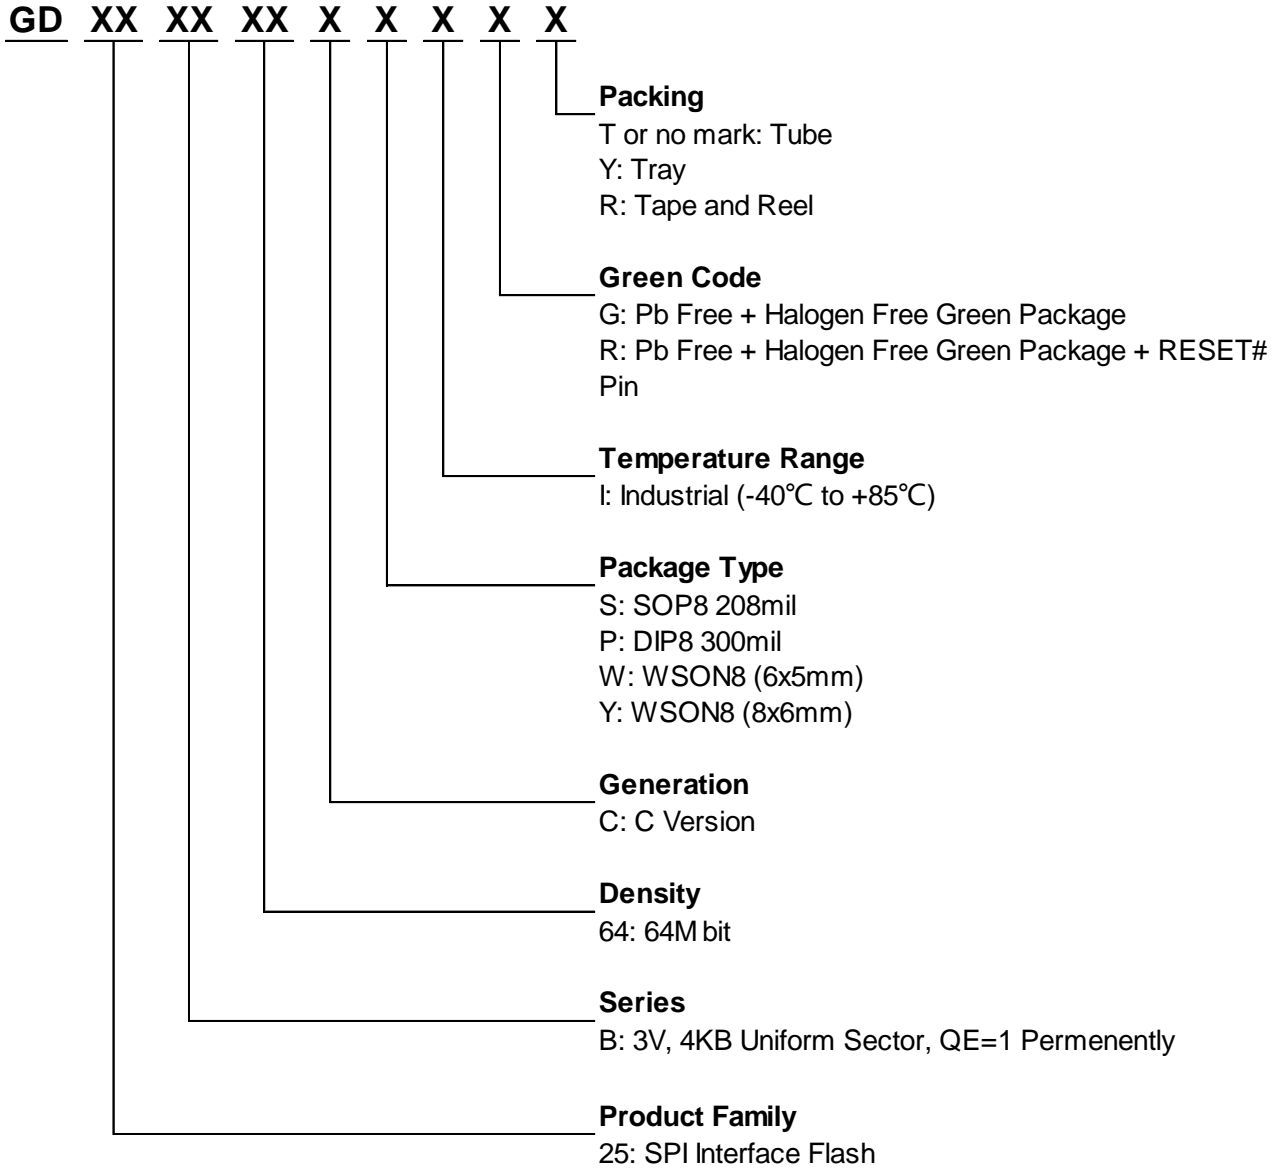 GD XX XX XX X X X X X
Packing
T or no mark: Tube
Y: Tray
R: Tape and Reel
Green Code
G: Pb Free + Halogen Free Green Package
R: Pb Free + Halogen Free Green Package + RESET#
Pin
Temperature Range
I: Industrial (-40℃ to +85℃)
Package Type
S: SOP8 208mil
P: DIP8 300mil
W: WSON8 (6x5mm)
Y: WSON8 (8x6mm)
Generation
C: C Version
Density
64: 64M bit
Series
B: 3V, 4KB Uniform Sector, QE=1 Permenently
Product Family
25: SPI Interface Flash